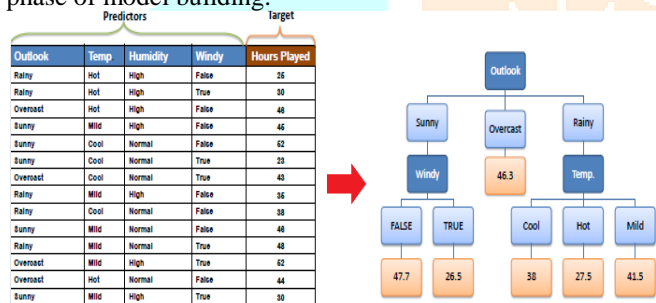 phase of model building.
Predictors Target
Outlook Temp. Humidity Windy Hours Played
Rainy Hot High False 25
Rainy Hot High True 30
Overcast Hot High False 46
Sunny Mild High False 45
Sunny Cool Normal False 52
Sunny Cool Normal True 23
Overcast Cool Normal True 43
Rainy Mild High False 35
Rainy Cool Normal False 38
Sunny Mild Normal False 46
Rainy Mild Normal True 48
Overcast Mild High True 52
Overcast Hot Normal False 44
Sunny Mild High True 30
Outlook
Sunny Overcast Rainy
Windy 46.3 Temp.
FALSE TRUE Cool Hot Mild
47.7 26.5 38 27.5 41.5